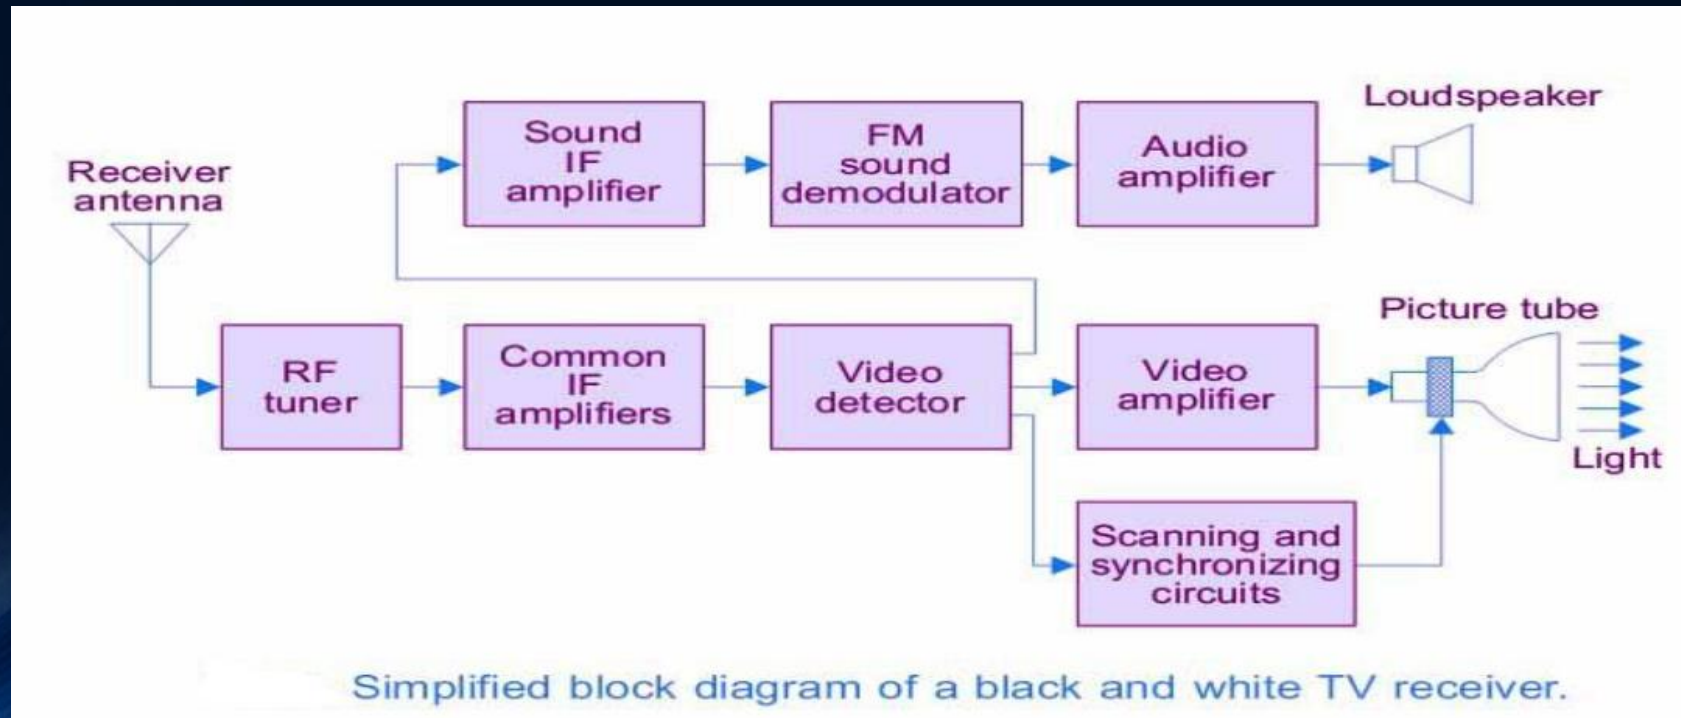 Loudspeaker
Sound
IF
amplifier
FM
sound
demodulator
Audio
amplifier
Receiver
antenna
Picture tube
RF
tuner
Common
IF
amplifiers
Video
detector
Video
amplifier
Light
Scanning and
synchronizing
circuits
Simplified block diagram of a black and white TV receiver.